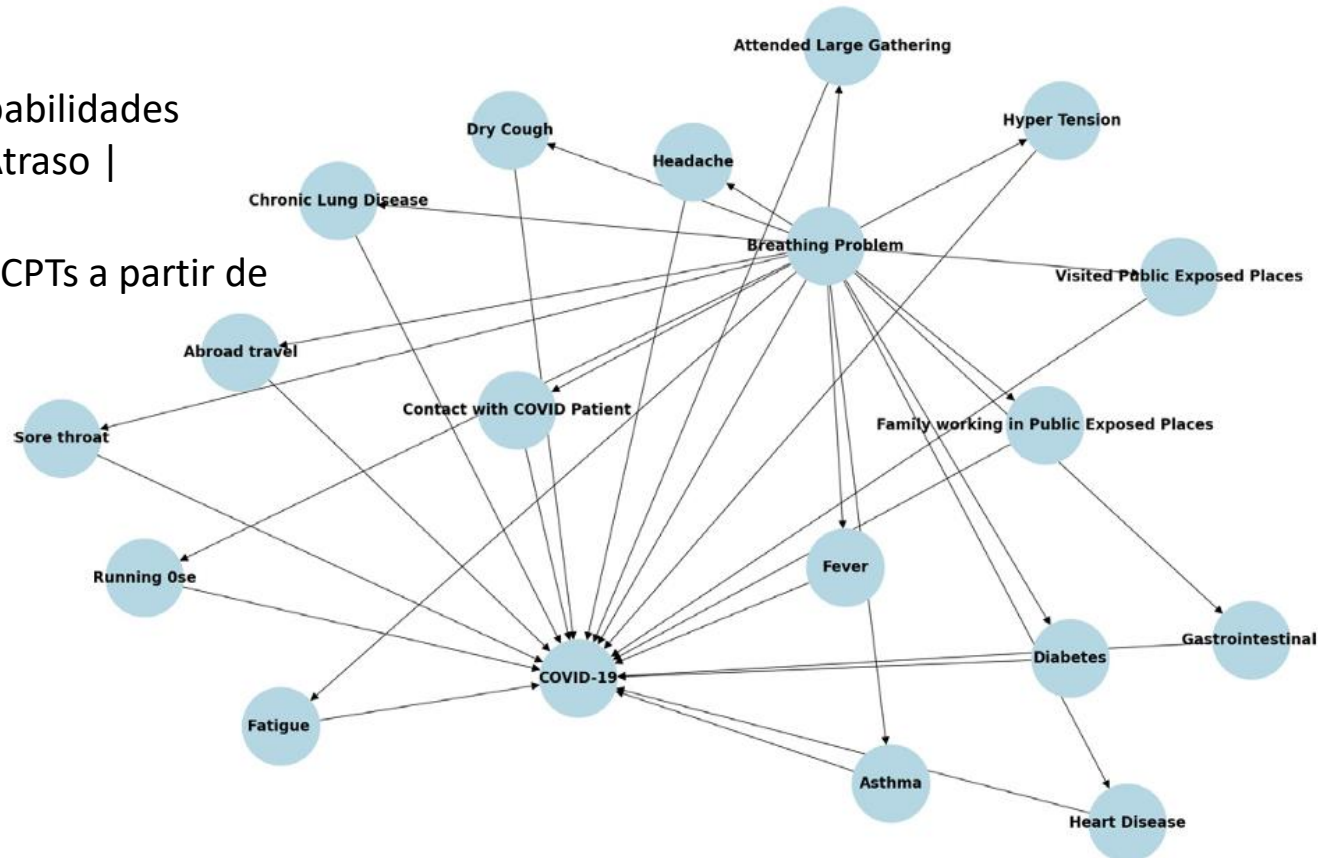 Attended Large Gathering
Hyper Tension
Dry Cough
Headache
Chronic Lung Disease
Breathing Problem
Visited Public Exposed Places
CPTs a partir de
Abroad travel
Contact with COVID Patient
Family working in Public Exposed Places
Sore throat
Fever
Running 0se
Gastrointestinal
Diabetes
COVID-19
Fatigue
Asthma
Heart Disease